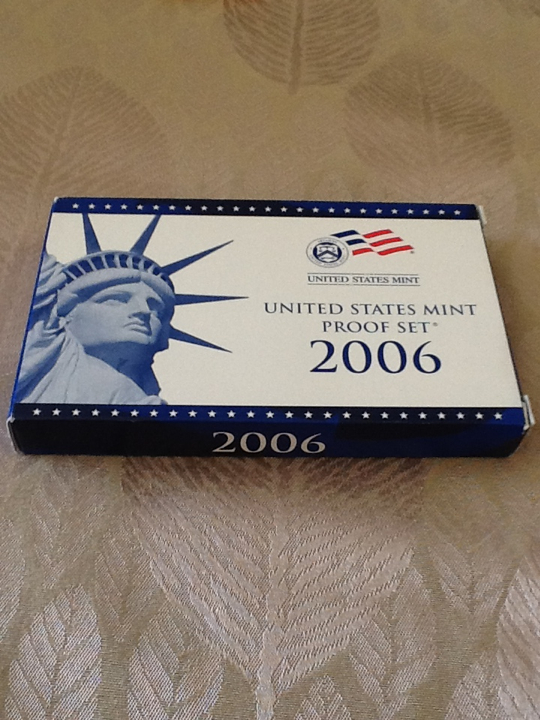 UNITED STATES MINT
UNITED STATES MINT
PROOF SET®
2006
2006